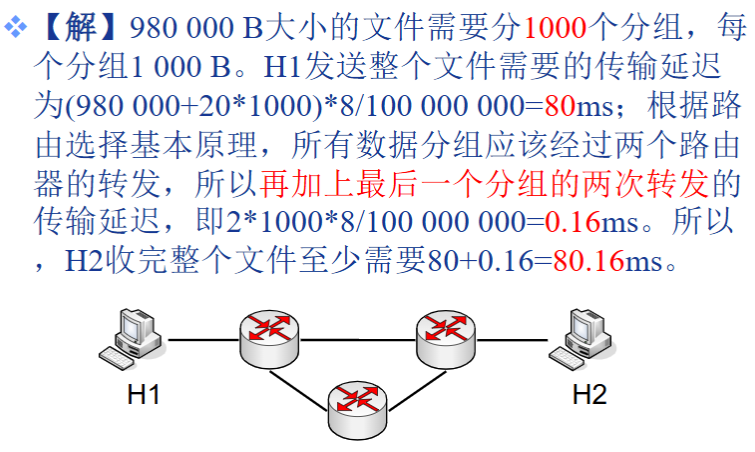 ❖【解】980 000 B大小的文件需要分1000个分组，每
个分组1 000 B。H1发送整个文件需要的传输延迟
为(980 000+20*1000)*8/100 000 000=80ms；根据路
由选择基本原理，所有数据分组应该经过两个路由
器的转发，所以再加上最后一个分组的两次转发的
传输延迟，即2*1000*8/100 000 000=0.16ms。所以
，H2收完整个文件至少需要80+0.16=80.16ms。
H1
H2